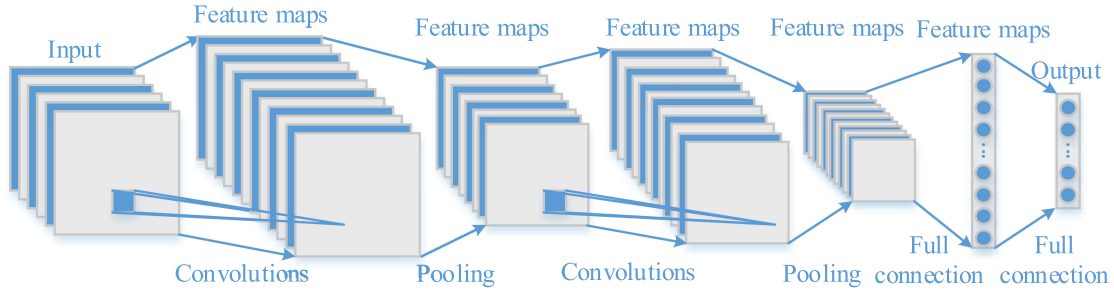 Input
Feature maps
Feature maps
Feature maps
Feature maps
Feature maps
Output
Convolutions
Pooling
Convolutions
Pooling
Full
connection
Full
connection